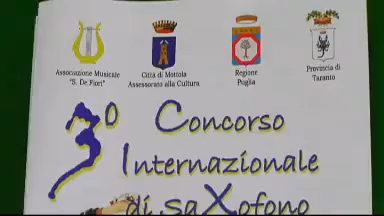 Associazione Musicale
"S. De Fiori"
Città di Mottola
Assessorato alla Cultura
Regione
Poglia
Provincia di
Taranto
3° Concorso
Internazionale
di saXofono